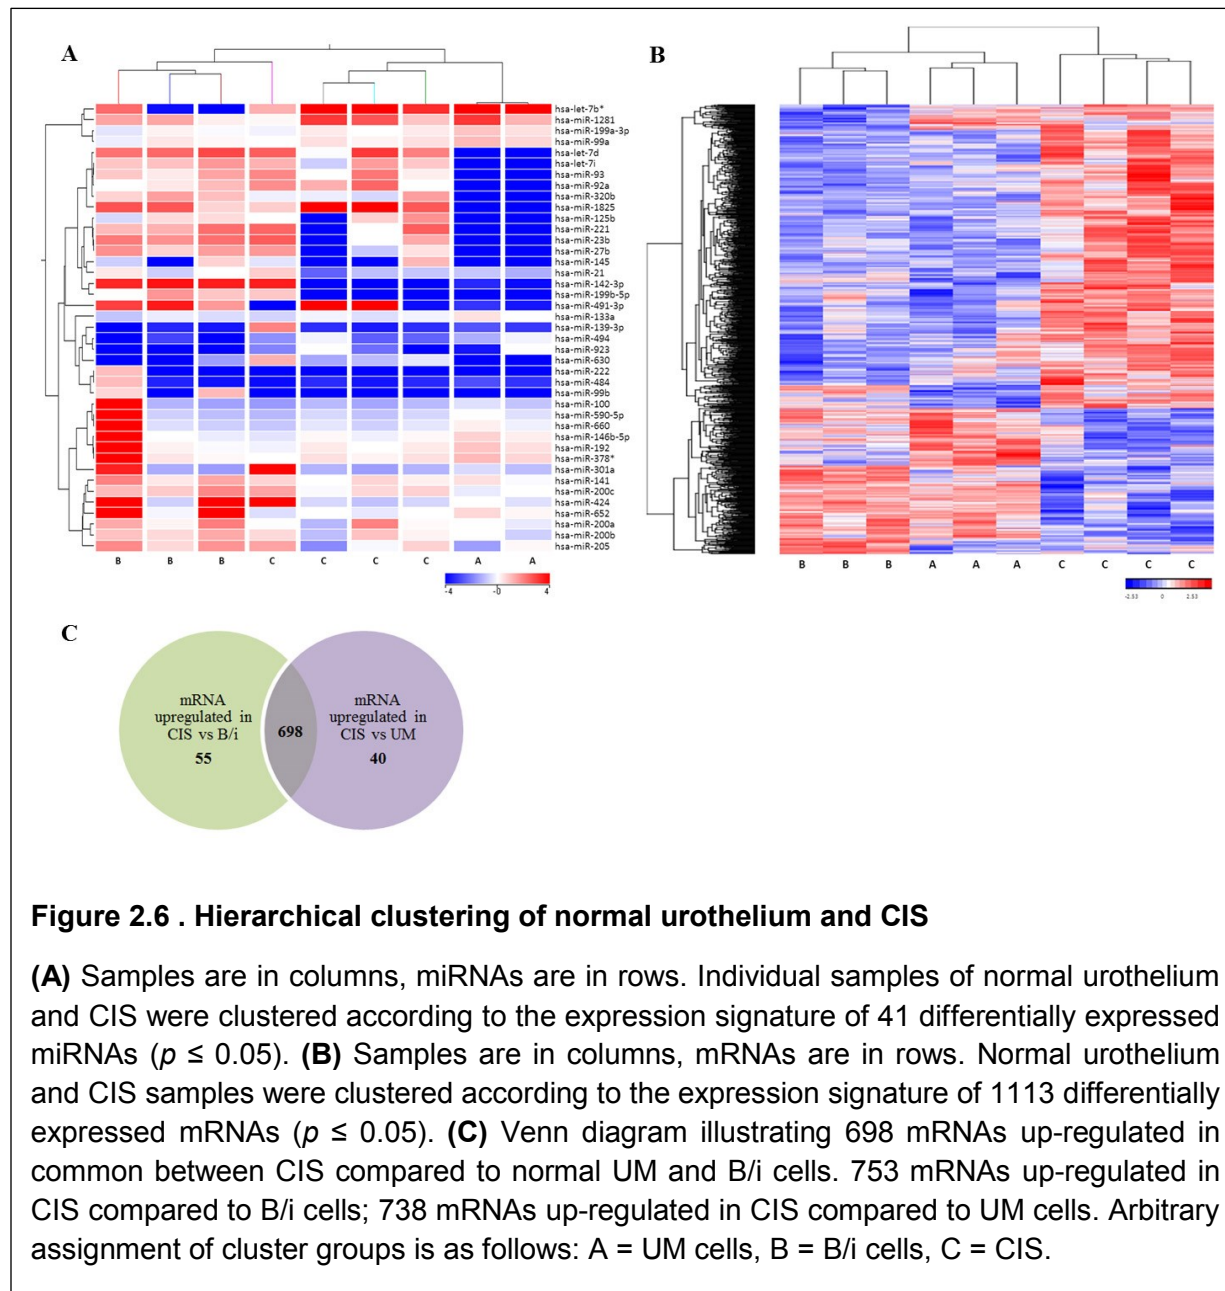 A
B
hsa-let-7b*
hsa-miR-1281
hsa-miR-199a-3p
hsa-miR-99a
hsa-let-7d
hsa-let-7i
hsa-miR-93
hsa-miR-92a
hsa-miR-320b
hsa-miR-1825
hsa-miR-125b
hsa-miR-221
hsa-miR-23b
hsa-miR-27b
hsa-miR-145
hsa-miR-21
hsa-miR-142-3p
hsa-miR-199b-5p
hsa-miR-491-3p
hsa-miR-133a
hsa-miR-139-3p
hsa-miR-494
hsa-miR-923
hsa-miR-630
hsa-miR-222
hsa-miR-484
hsa-miR-99b
hsa-miR-100
hsa-miR-590-5p
hsa-miR-660
hsa-miR-146b-5p
hsa-miR-192
hsa-miR-378*
hsa-miR-301a
hsa-miR-141
hsa-miR-200c
hsa-miR-424
hsa-miR-652
hsa-miR-200a
hsa-miR-200b
hsa-miR-205
B B B C C C C A A
-4 -0 4
B B B A A A C C C C
-2.53 0 2.53
C
mRNA
upregulated in
CIS vs B/i
55
698
mRNA
upregulated in
CIS vs UM
40
Figure 2.6 . Hierarchical clustering of normal urothelium and CIS
(A) Samples are in columns, miRNAs are in rows. Individual samples of normal urothelium
and CIS were clustered according to the expression signature of 41 differentially expressed
miRNAs (p ≤ 0.05). (B) Samples are in columns, mRNAs are in rows. Normal urothelium
and CIS samples were clustered according to the expression signature of 1113 differentially
expressed mRNAs (p ≤ 0.05). (C) Venn diagram illustrating 698 mRNAs up-regulated in
common between CIS compared to normal UM and B/i cells. 753 mRNAs up-regulated in
CIS compared to B/i cells; 738 mRNAs up-regulated in CIS compared to UM cells. Arbitrary
assignment of cluster groups is as follows: A = UM cells, B = B/i cells, C = CIS.